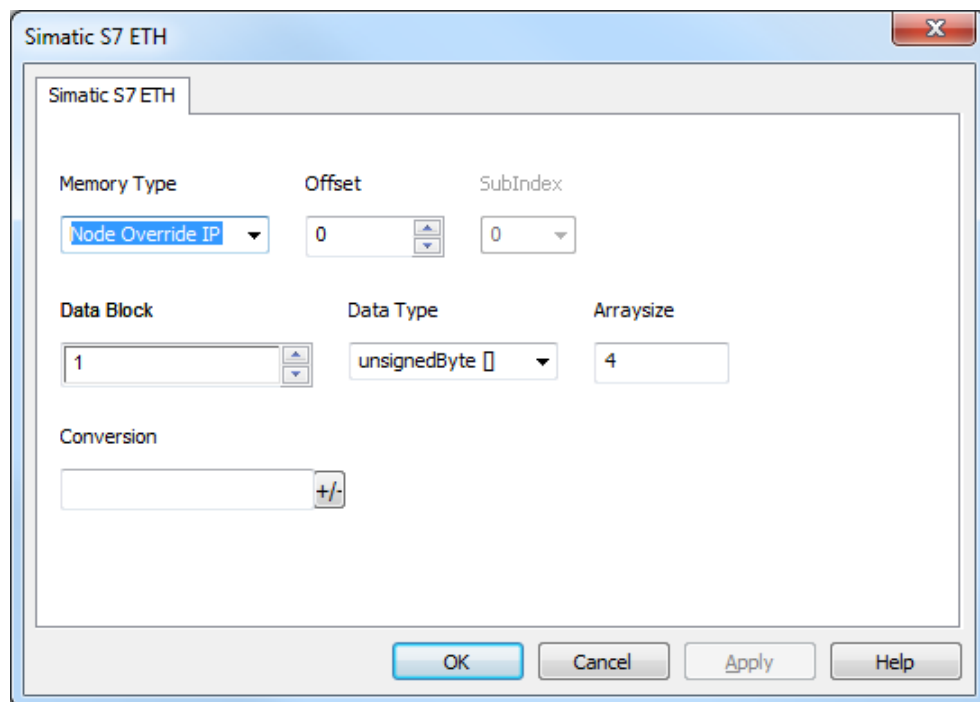 Simatic S7 ETH
Simatic S7 ETH
Memory Type Offset SubIndex
Node Override IP 0 0
Data Block Data Type Arraysize
1 unsignedByte [] 4
Conversion
+/-
OK Cancel Apply Help